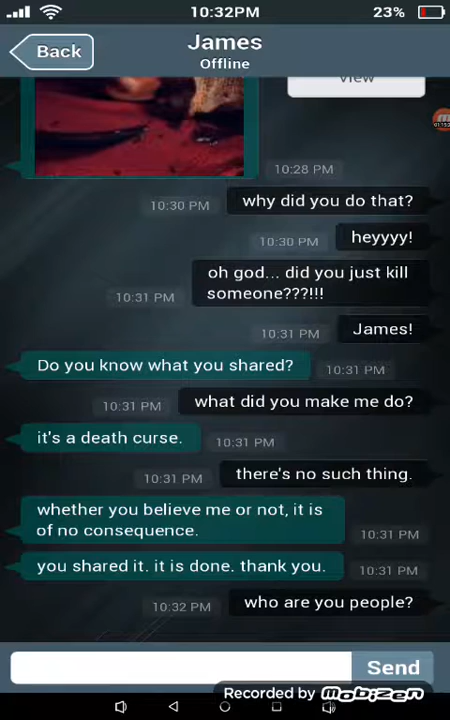 10:32PM
23%
Back
James
Offline
View
10:28 PM
why did you do that?
10:30 PM
heyyyy!
10:30 PM
oh god... did you just kill
someone???!!!
10:31 PM
James!
10:31 PM
Do you know what you shared?
10:31 PM
what did you make me do?
10:31 PM
it's a death curse.
10:31 PM
there's no such thing.
10:31 PM
whether you believe me or not, it is
of no consequence.
10:31 PM
you shared it. it is done. thank you.
10:31 PM
who are you people?
10:32 PM
Send
Recorded by Mobizen